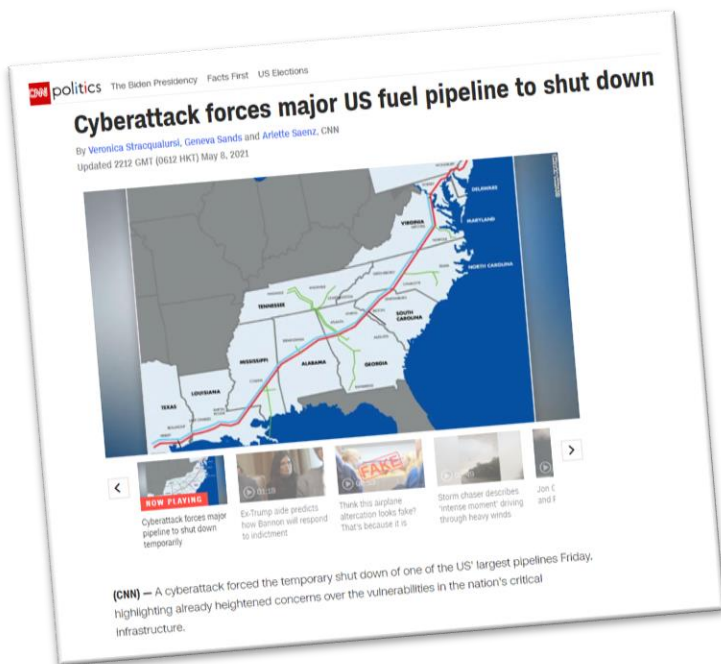 CNN politics The Biden Presidency Facts First US Elections
Cyberattack forces major US fuel pipeline to shut down
By Veronica Stracqualursi, Geneva Sands and Arlette Saenz, CNN
Updated 2212 GMT (0612 HKT) May 8, 2021
DELAWARE
MARYLAND
VIRGINIA
NORTH CAROLINA
TENNESSEE
SOUTH
CAROLINA
MISSISSIPPI
ALABAMA
GEORGIA
TEXAS
LOUISIANA
NOW PLAYING
Cyberattack forces major
pipeline to shut down
temporarily
01:10
Ex-Trump aide predicts
how Bannon will respond
to indictment
FAKE
Think this airplane
altercation looks fake?
That's because it is
Storm chaser describes
'intense moment' driving
through heavy winds
(CNN) — A cyberattack forced the temporary shut down of one of the US' largest pipelines Friday,
highlighting already heightened concerns over the vulnerabilities in the nation's critical
infrastructure.